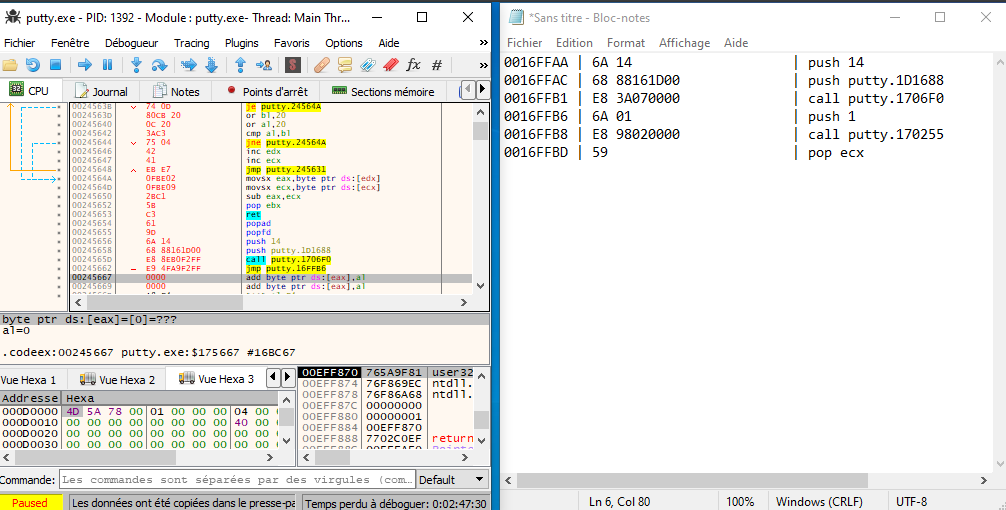 putty.exe - PID: 1392 - Module : putty.exe- Thread: Main Thr...
Fichier Fenêtre Débogueur Tracing Plugins Favoris Options Aide »
CPU Journal Notes Points d'arrêt Sections mémoire
0024563B 74 0D je putty.24564A
0024563D 80CB 20 or bl,20
00245640 0C 20 or al,20
00245642 3AC3 cmp al,bl
00245644 75 04 jne putty.24564A
00245646 42 inc edx
00245647 41 inc ecx
00245648 EB E7 jmp putty.245631
0024564A 0FBE02 movsx eax,byte ptr ds:[edx]
0024564D 0FBE09 movsx ecx,byte ptr ds:[ecx]
00245650 2BC1 sub eax,ecx
00245652 5B pop ebx
00245653 C3 ret
00245654 61 popad
00245655 9D popfd
00245656 6A 14 push 14
00245658 68 88161D00 push putty.1D1688
0024565D E8 8EB0F2FF call putty.1706F0
00245662 E9 4FA9F2FF jmp putty.16FFB6
00245667 0000 add byte ptr ds:[eax],al
00245669 0000 add byte ptr ds:[eax],al
byte ptr ds:[eax]=[0]=???
al=0
.codeex:00245667 putty.exe:$175667 #16BC67
Vue Hexa 1 Vue Hexa 2 Vue Hexa 3
Addresse Hexa
000D0000 4D 5A 78 00 01 00 00 00 04 00
000D0010 00 00 00 00 00 00 00 00 40 00
000D0020 00 00 00 00 00 00 00 00 00 00
000D0030 00 00 00 00 00 00 00 00 00 00
00EFF870 765A9F81 user32
00EFF874 76F869EC ntdll.
00EFF878 76F86A68 ntdll.
00EFF87C 00000000
00EFF880 00000001
00EFF884 00EFF870
00EFF888 7702C0EF return
Commande: Les commandes sont séparées par des virgules (com... Default
Paused Les données ont été copiées dans le presse-pa Temps perdu à déboguer: 0:02:47:30
*Sans titre - Bloc-notes
Fichier Edition Format Affichage Aide
0016FFAA | 6A 14 | push 14
0016FFAC | 68 88161D00 | push putty.1D1688
0016FFB1 | E8 3A070000 | call putty.1706F0
0016FFB6 | 6A 01 | push 1
0016FFB8 | E8 98020000 | call putty.170255
0016FFBD | 59 | pop ecx
Ln 6, Col 80 100% Windows (CRLF) UTF-8